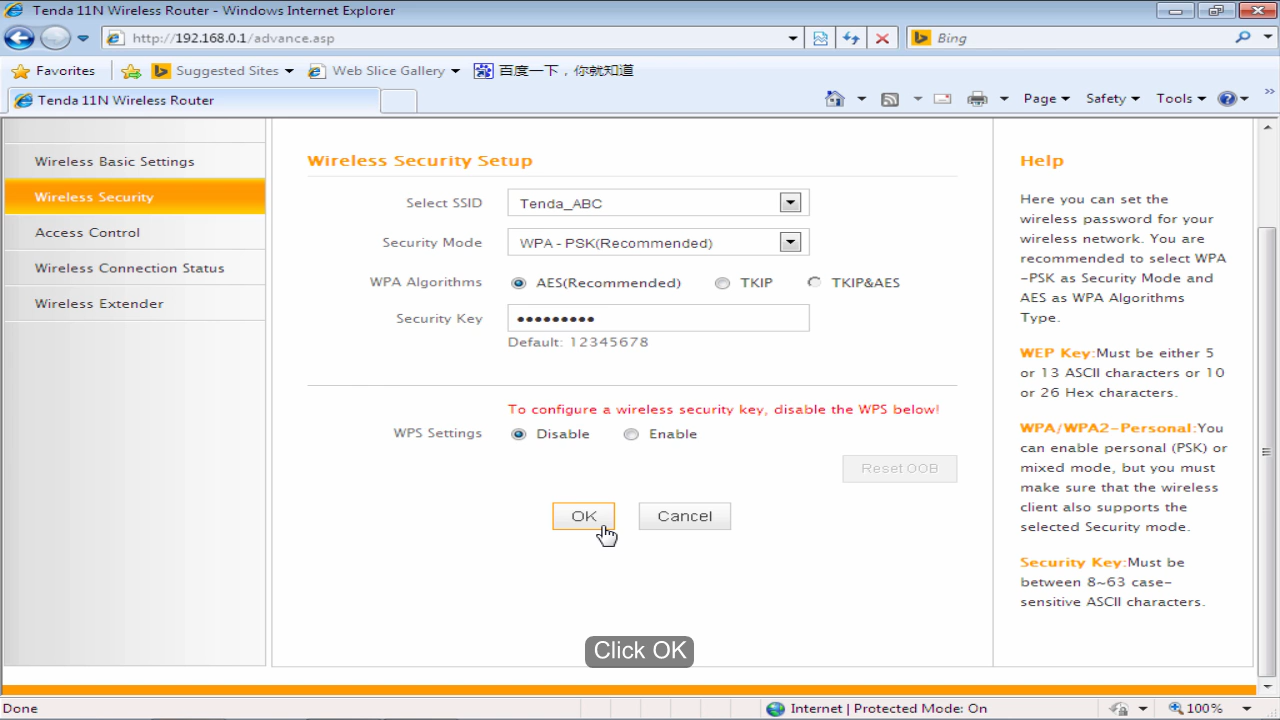 Tenda 11N Wireless Router - Windows Internet Explorer
http://192.168.0.1/advance.asp
Bing
Favorites
Suggested Sites
Web Slice Gallery
百度一下，你就知道
Tenda 11N Wireless Router
Page
Safety
Tools
Wireless Basic Settings
Wireless Security
Access Control
Wireless Connection Status
Wireless Extender
Wireless Security Setup
Select SSID
Tenda_ABC
Security Mode
WPA - PSK(Recommended)
WPA Algorithms
AES(Recommended)
TKIP
TKIP&AES
Security Key
•••••••••
Default: 12345678
To configure a wireless security key, disable the WPS below!
WPS Settings
Disable
Enable
Reset OOB
OK
Cancel
Help
Here you can set the
wireless password for your
wireless network. You are
recommended to select WPA
-PSK as Security Mode and
AES as WPA Algorithms
Type.
WEP Key:Must be either 5
or 13 ASCII characters or 10
or 26 Hex characters.
WPA/WPA2-Personal:You
can enable personal (PSK) or
mixed mode, but you must
make sure that the wireless
client also supports the
selected Security mode.
Security Key:Must be
between 8~63 case-
sensitive ASCII characters.
Click OK
Done
Internet | Protected Mode: On
100%